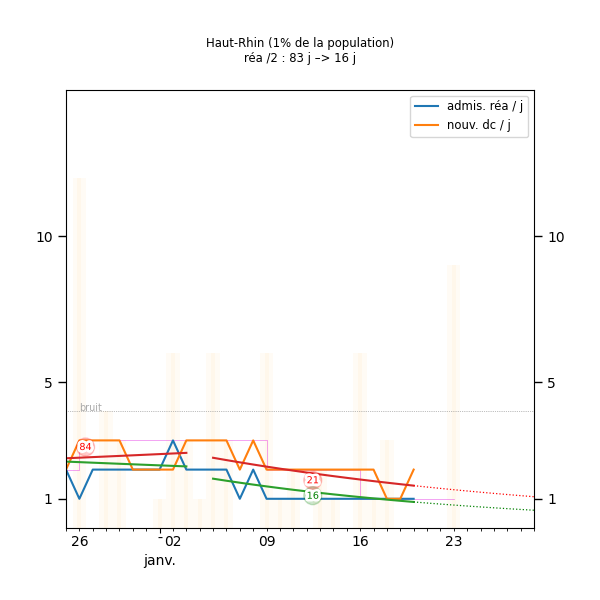 Haut-Rhin (1% de la population)
réa /2 : 83 j –> 16 j
admis. réa / j
nouv. dc / j
10 10
5 5
bruit
84
21
16
1 1
26 02 09 16 23
janv.